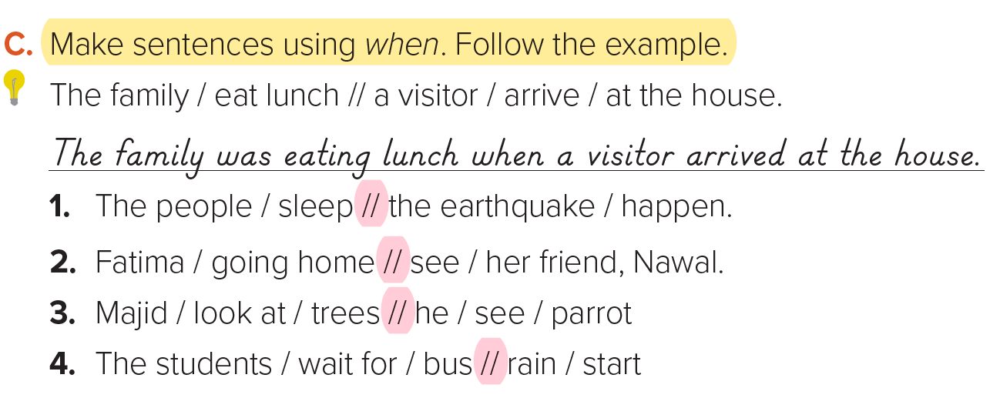 C. Make sentences using when. Follow the example.
The family / eat lunch // a visitor / arrive / at the house.
The family was eating lunch when a visitor arrived at the house.
1. The people / sleep // the earthquake / happen.
2. Fatima / going home // see / her friend, Nawal.
3. Majid / look at / trees // he / see / parrot
4. The students / wait for / bus // rain / start